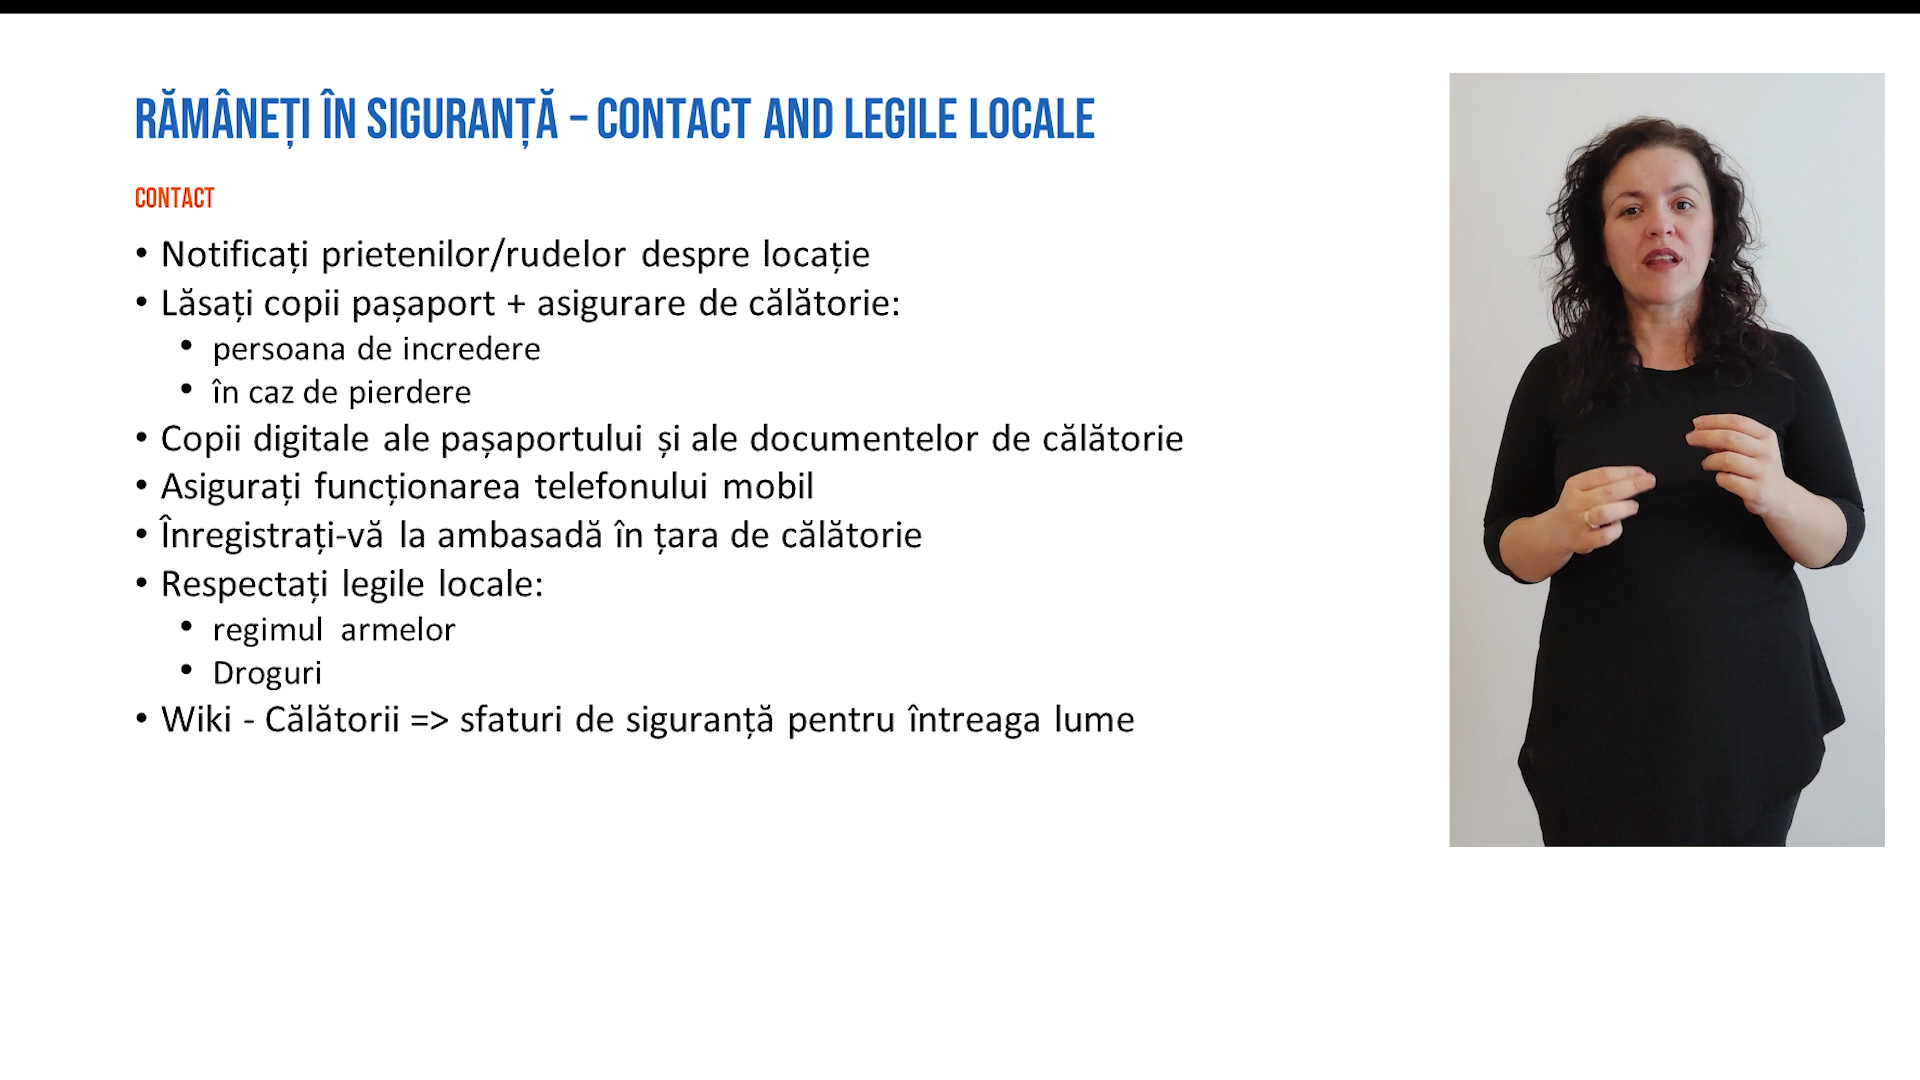 RĂMÂNEȚI ÎN SIGURANȚĂ – CONTACT AND LEGILE LOCALE
CONTACT
• Notificați prietenilor/rudelor despre locație
• Lăsați copii pașaport + asigurare de călătorie:
• persoana de incredere
• în caz de pierdere
• Copii digitale ale pașaportului și ale documentelor de călătorie
• Asigurați funcționarea telefonului mobil
• Înregistrați-vă la ambasadă în țara de călătorie
• Respectați legile locale:
• regimul armelor
• Droguri
• Wiki - Călătorii => sfaturi de siguranță pentru întreaga lume